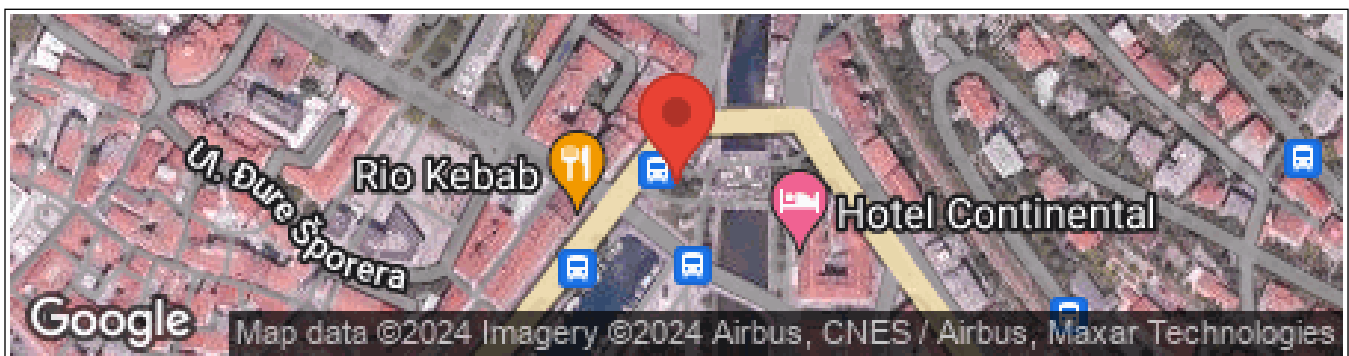 Rio Kebab
Hotel Continental
Ul. Đure Šporera
Google
Map data ©2024 Imagery ©2024 Airbus, CNES / Airbus, Maxar Technologies